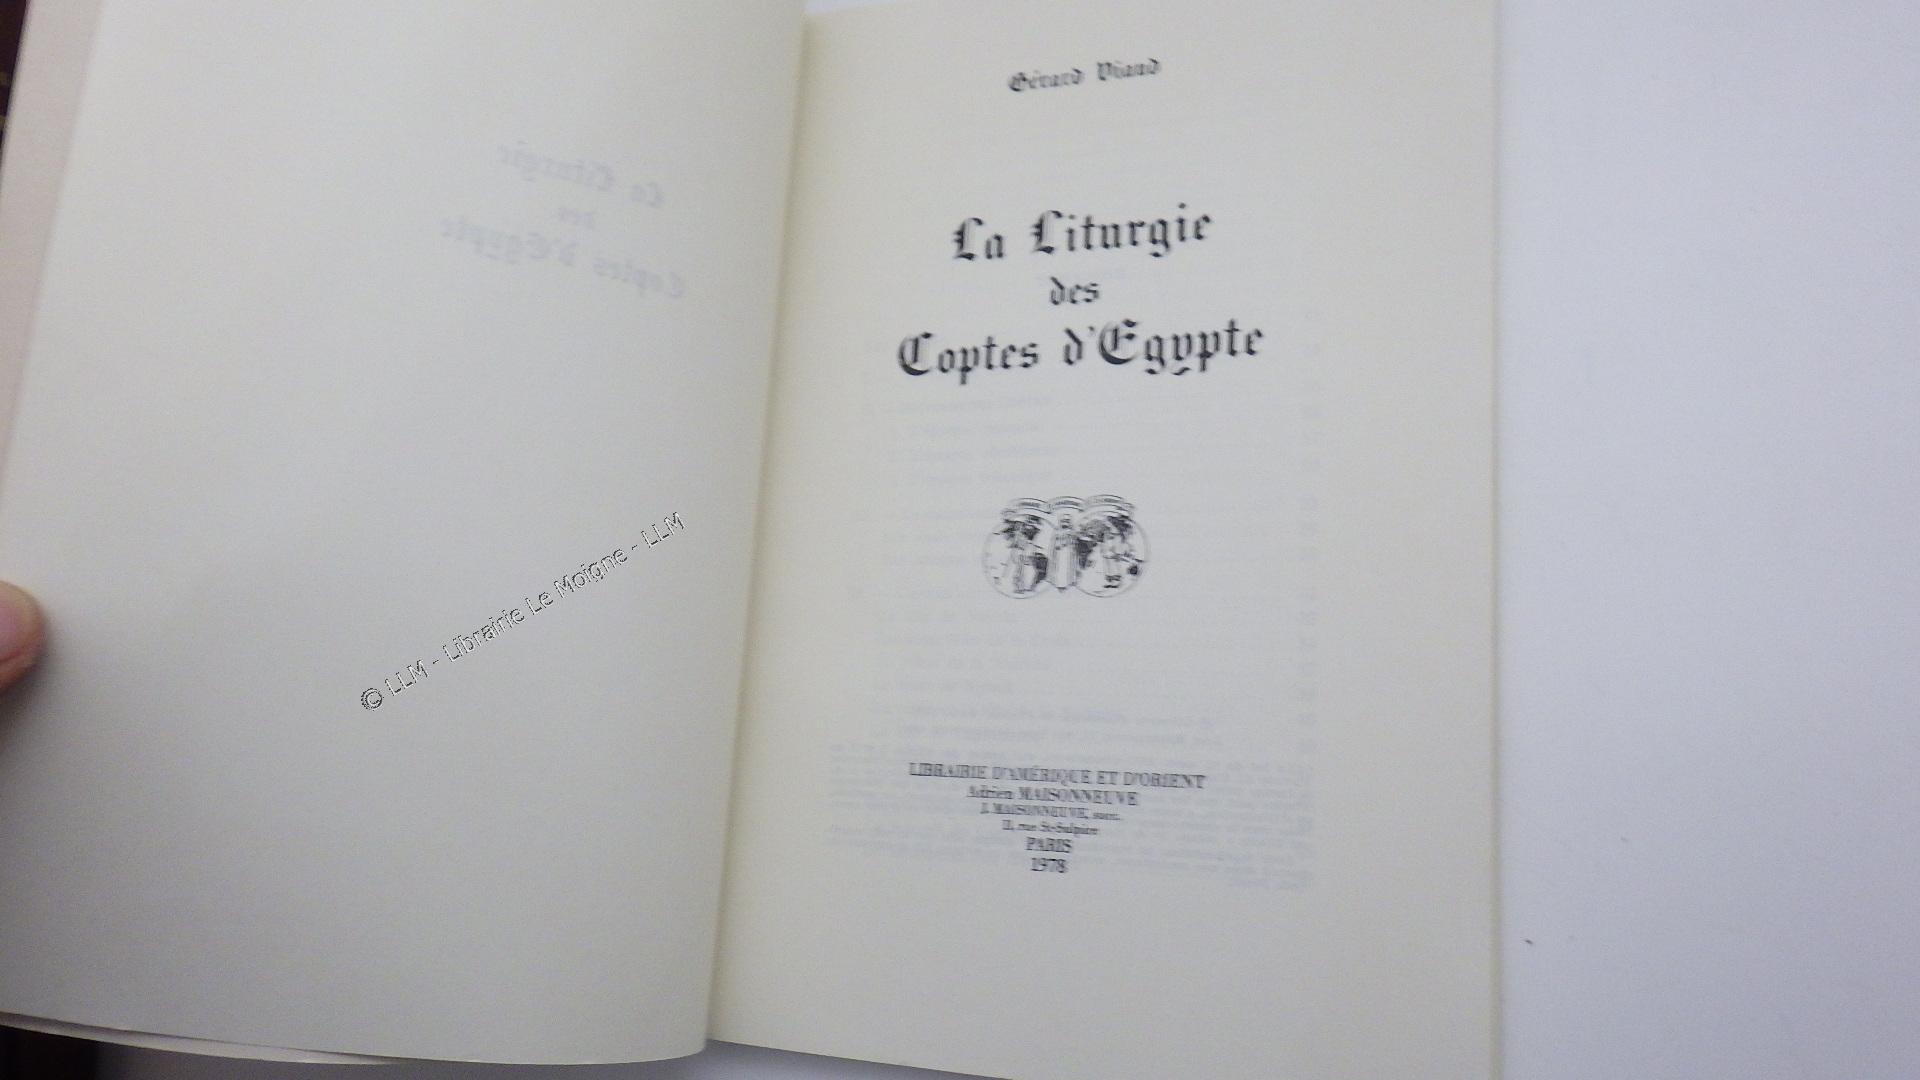 Gérard Viaud
La Liturgie
des
Coptes d'Egypte
LIBRAIRIE D'AMÉRIQUE ET D'ORIENT
Adrien MAISONNEUVE
J. MAISONNEUVE, succ.
11, rue St-Sulpice
PARIS
1978
© LLM - Librairie Le Moigne - LLM